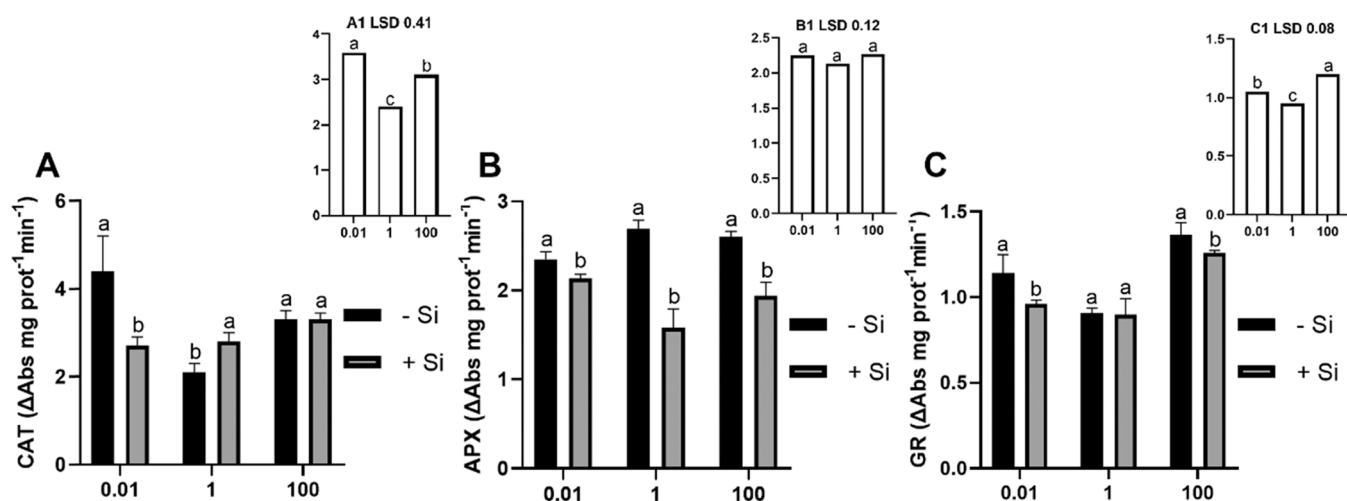 A1 LSD 0.41
4
3
2
1
0
a
c
b
0.01 1 100
A
CAT (ΔAbs mg prot⁻¹min⁻¹)
6
4
2
0
a
b
b
a
a
a
0.01 1 100
- Si
+ Si
B1 LSD 0.12
2.5
2.0
1.5
1.0
0.5
0.0
a
a
a
0.01 1 100
B
APX (ΔAbs mg prot⁻¹min⁻¹)
3
2
1
0
a
b
a
b
a
b
0.01 1 100
- Si
+ Si
C1 LSD 0.08
1.5
1.0
0.5
0.0
b
c
a
0.01 1 100
C
GR (ΔAbs mg prot⁻¹min⁻¹)
1.5
1.0
0.5
0.0
a
b
a
a
a
b
0.01 1 100
- Si
+ Si